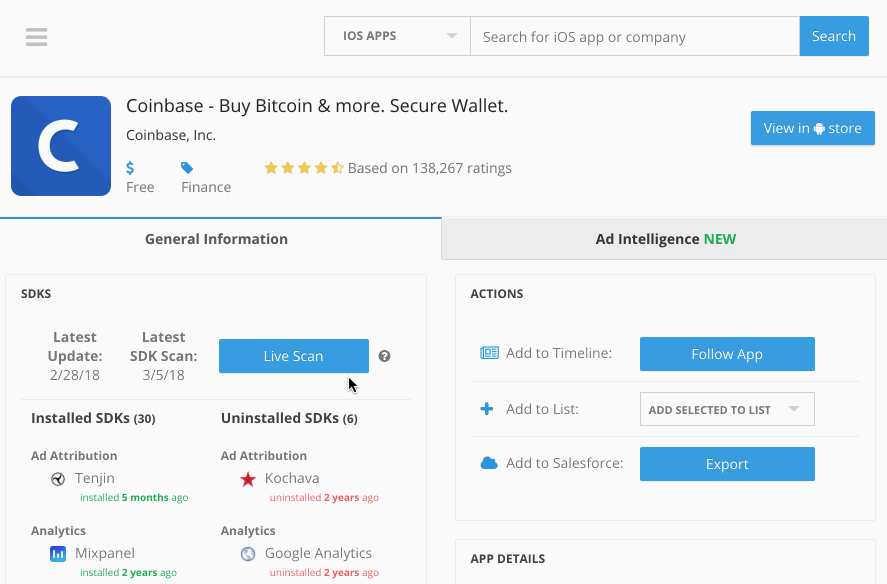 IOS APPS
Search for iOS app or company
Search
C
Coinbase - Buy Bitcoin & more. Secure Wallet.
Coinbase, Inc.
$
Free
Finance
Based on 138,267 ratings
View in store
General Information
Ad Intelligence NEW
SDKS
Latest Update: 2/28/18
Latest SDK Scan: 3/5/18
Live Scan
?
Installed SDKs (30)
Ad Attribution
Tenjin
installed 5 months ago
Analytics
Mixpanel
installed 2 years ago
Uninstalled SDKs (6)
Ad Attribution
Kochava
uninstalled 2 years ago
Analytics
Google Analytics
uninstalled 2 years ago
ACTIONS
Add to Timeline:
Follow App
Add to List:
ADD SELECTED TO LIST
Add to Salesforce:
Export
APP DETAILS